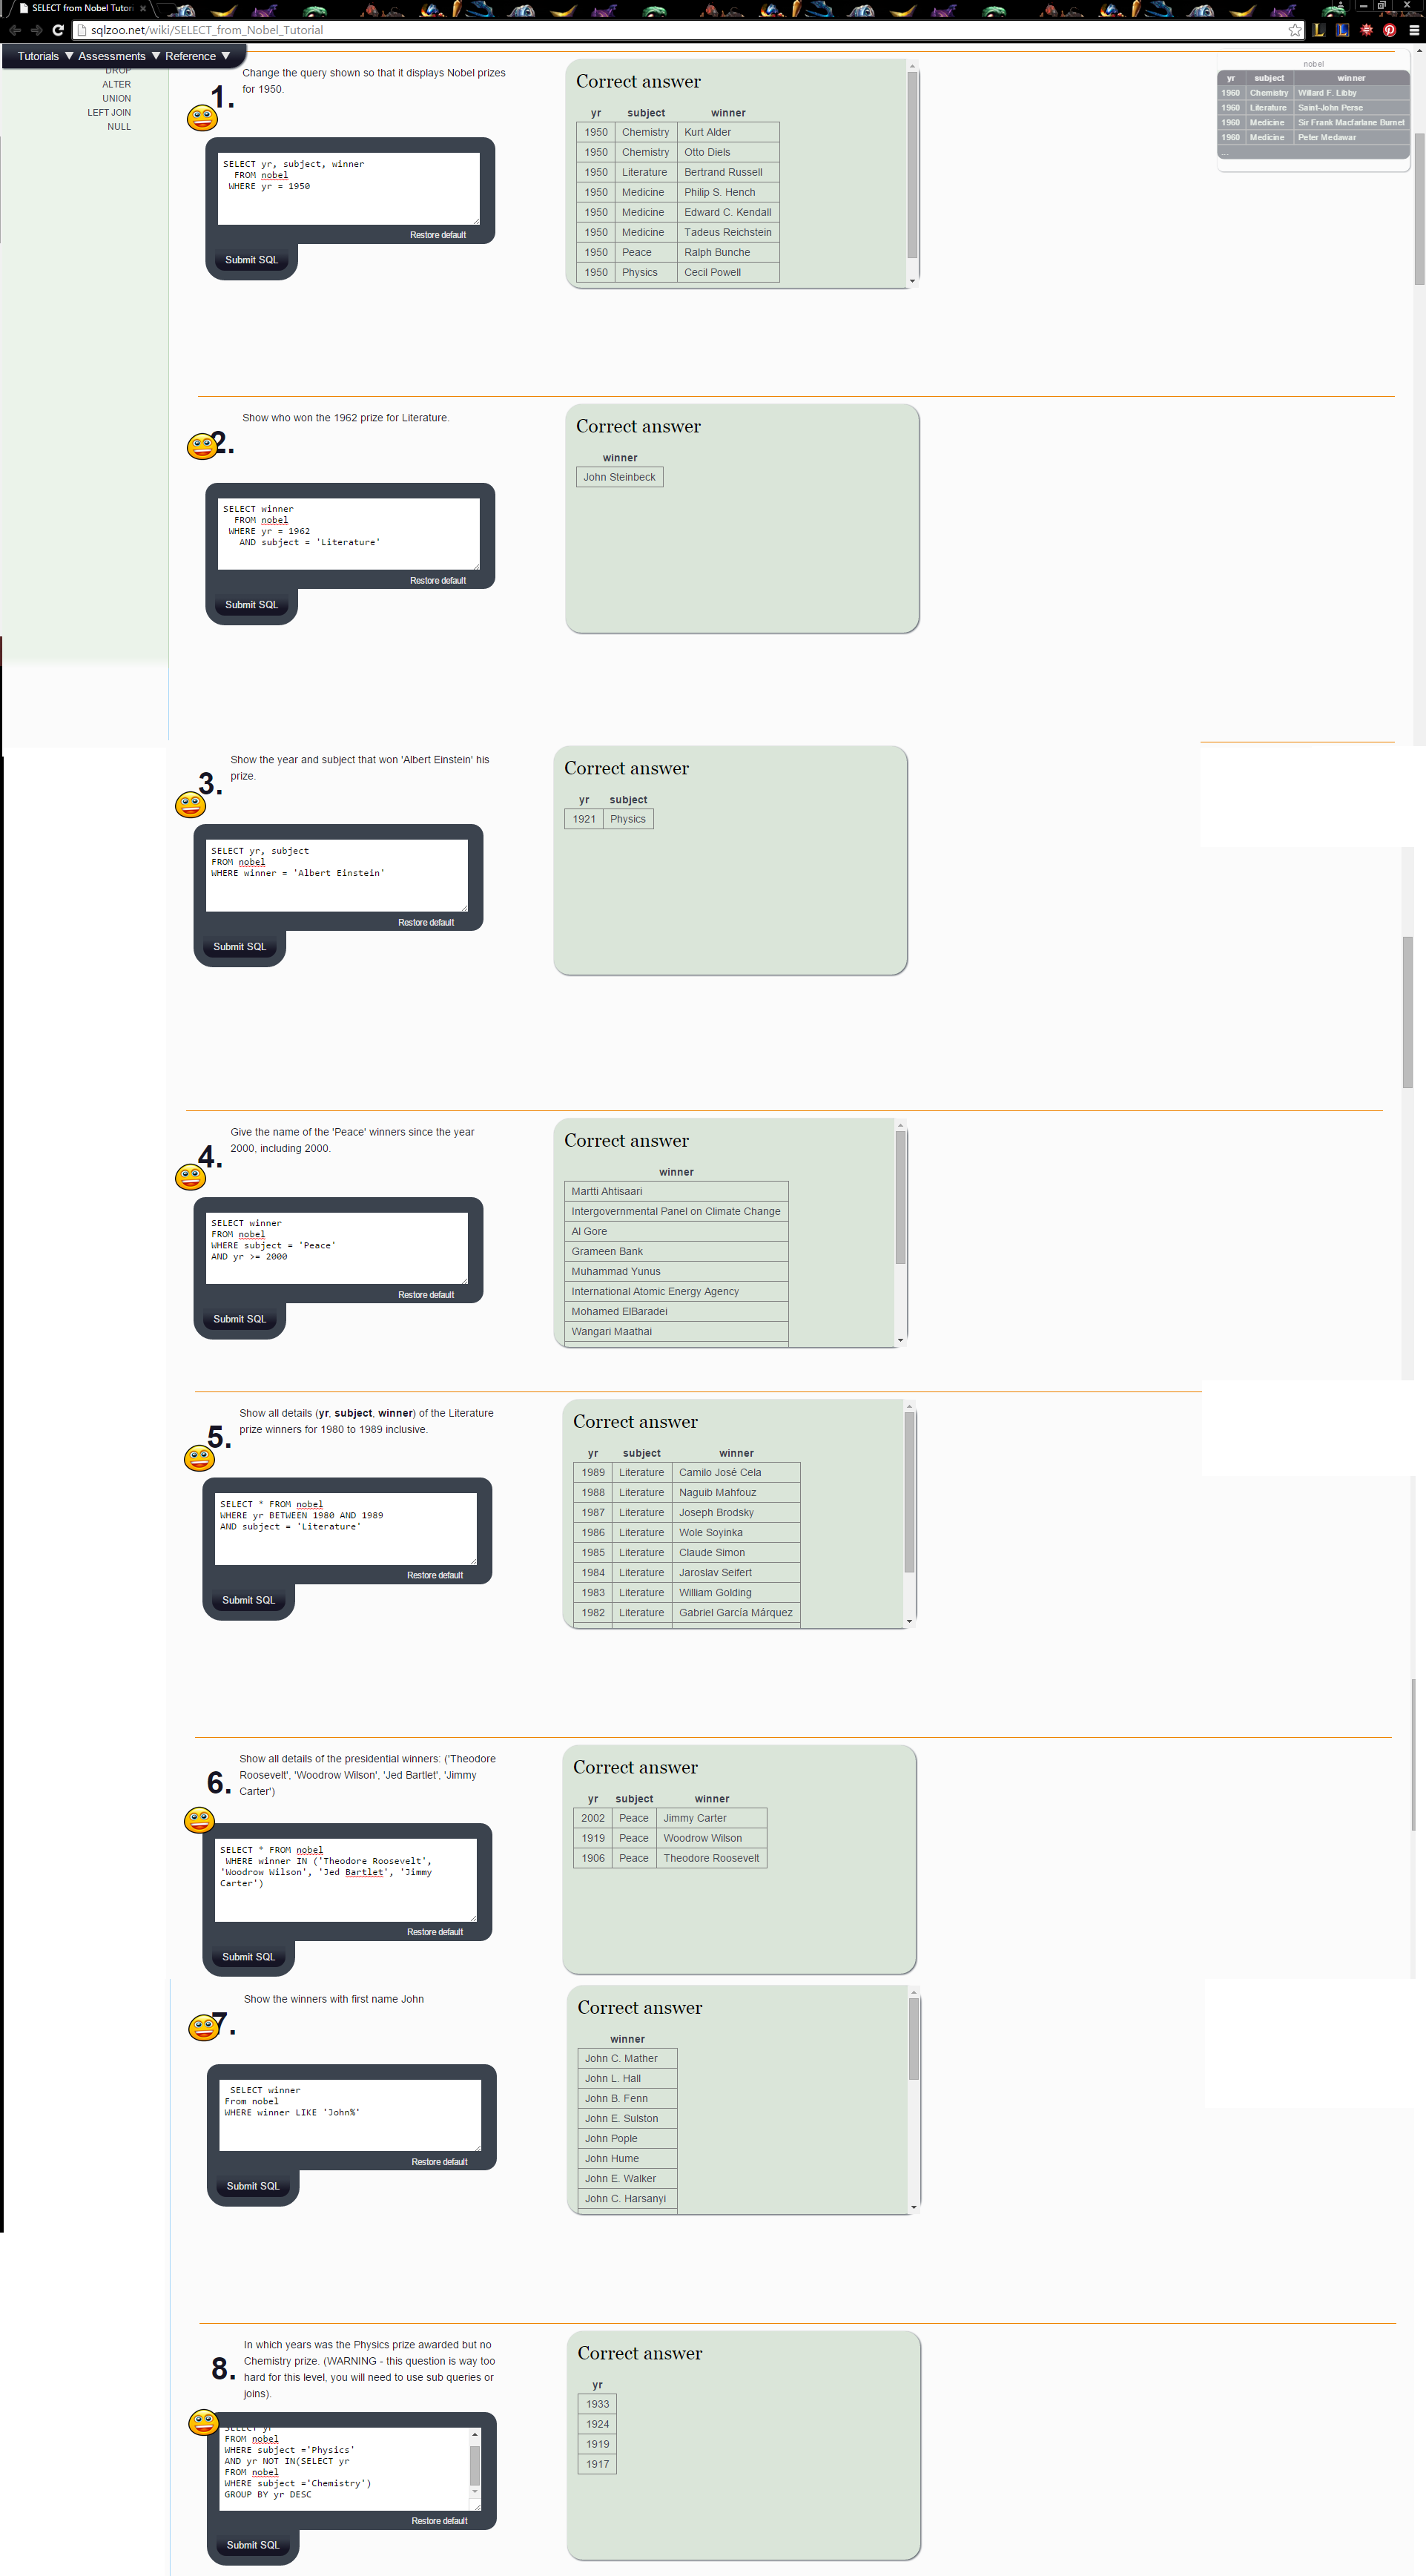 SELECT from Nobel Tutori
sqlzoo.net/wiki/SELECT_from_Nobel_Tutorial
Tutorials ▼ Assessments ▼ Reference ▼
DROP
ALTER
UNION
LEFT JOIN
NULL
nobel
yr subject winner
1960 Chemistry Willard F. Libby
1960 Literature Saint-John Perse
1960 Medicine Sir Frank Macfarlane Burnet
1960 Medicine Peter Medawar
...
1.
Change the query shown so that it displays Nobel prizes
for 1950.
SELECT yr, subject, winner
FROM nobel
WHERE yr = 1950
Restore default
Submit SQL
Correct answer
yr subject winner
1950 Chemistry Kurt Alder
1950 Chemistry Otto Diels
1950 Literature Bertrand Russell
1950 Medicine Philip S. Hench
1950 Medicine Edward C. Kendall
1950 Medicine Tadeus Reichstein
1950 Peace Ralph Bunche
1950 Physics Cecil Powell
2.
Show who won the 1962 prize for Literature.
SELECT winner
FROM nobel
WHERE yr = 1962
AND subject = 'Literature'
Restore default
Submit SQL
Correct answer
winner
John Steinbeck
3.
Show the year and subject that won 'Albert Einstein' his
prize.
SELECT yr, subject
FROM nobel
WHERE winner = 'Albert Einstein'
Restore default
Submit SQL
Correct answer
yr subject
1921 Physics
4.
Give the name of the 'Peace' winners since the year
2000, including 2000.
SELECT winner
FROM nobel
WHERE subject = 'Peace'
AND yr >= 2000
Restore default
Submit SQL
Correct answer
winner
Martti Ahtisaari
Intergovernmental Panel on Climate Change
Al Gore
Grameen Bank
Muhammad Yunus
International Atomic Energy Agency
Mohamed ElBaradei
Wangari Maathai
5.
Show all details (yr, subject, winner) of the Literature
prize winners for 1980 to 1989 inclusive.
SELECT * FROM nobel
WHERE yr BETWEEN 1980 AND 1989
AND subject = 'Literature'
Restore default
Submit SQL
Correct answer
yr subject winner
1989 Literature Camilo José Cela
1988 Literature Naguib Mahfouz
1987 Literature Joseph Brodsky
1986 Literature Wole Soyinka
1985 Literature Claude Simon
1984 Literature Jaroslav Seifert
1983 Literature William Golding
1982 Literature Gabriel García Márquez
6.
Show all details of the presidential winners: ('Theodore
Roosevelt', 'Woodrow Wilson', 'Jed Bartlet', 'Jimmy
Carter')
SELECT * FROM nobel
WHERE winner IN ('Theodore Roosevelt',
'Woodrow Wilson', 'Jed Bartlet', 'Jimmy
Carter')
Restore default
Submit SQL
Correct answer
yr subject winner
2002 Peace Jimmy Carter
1919 Peace Woodrow Wilson
1906 Peace Theodore Roosevelt
7.
Show the winners with first name John
SELECT winner
From nobel
WHERE winner LIKE 'John%'
Restore default
Submit SQL
Correct answer
winner
John C. Mather
John L. Hall
John B. Fenn
John E. Sulston
John Pople
John Hume
John E. Walker
John C. Harsanyi
8.
In which years was the Physics prize awarded but no
Chemistry prize. (WARNING - this question is way too
hard for this level, you will need to use sub queries or
joins).
SELECT yr
FROM nobel
WHERE subject ='Physics'
AND yr NOT IN(SELECT yr
FROM nobel
WHERE subject ='Chemistry')
GROUP BY yr DESC
Restore default
Submit SQL
Correct answer
yr
1933
1924
1919
1917